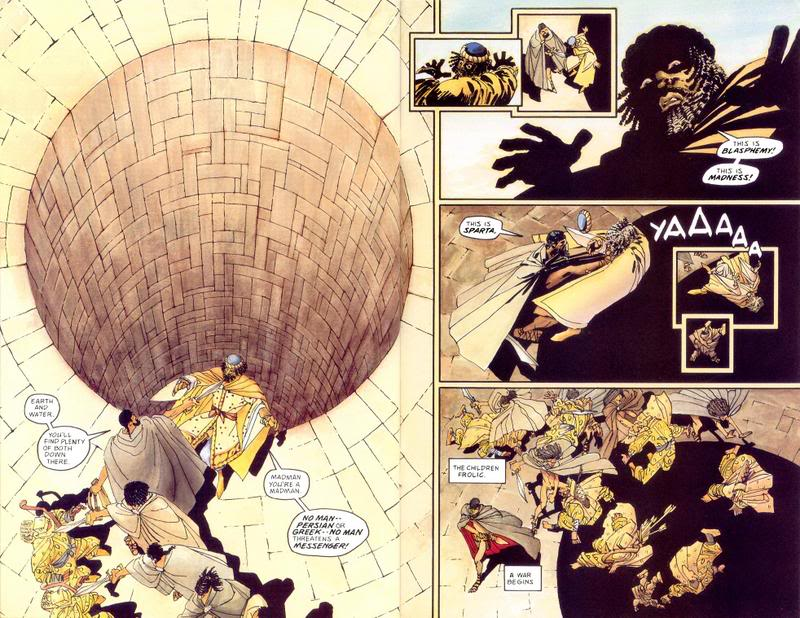 EARTH
AND
WATER.
YOU'LL
FIND PLENTY
OF BOTH
DOWN
THERE.
MADMAN
YOU'RE A
MADMAN.
NO MAN--
PERSIAN OR
GREEK--NO MAN
THREATENS A
MESSENGER!
THIS IS
BLASPHEMY!
THIS IS
MADNESS!
THIS IS
SPARTA.
YAAAAA
THE CHILDREN
FROLIC.
A WAR
BEGINS